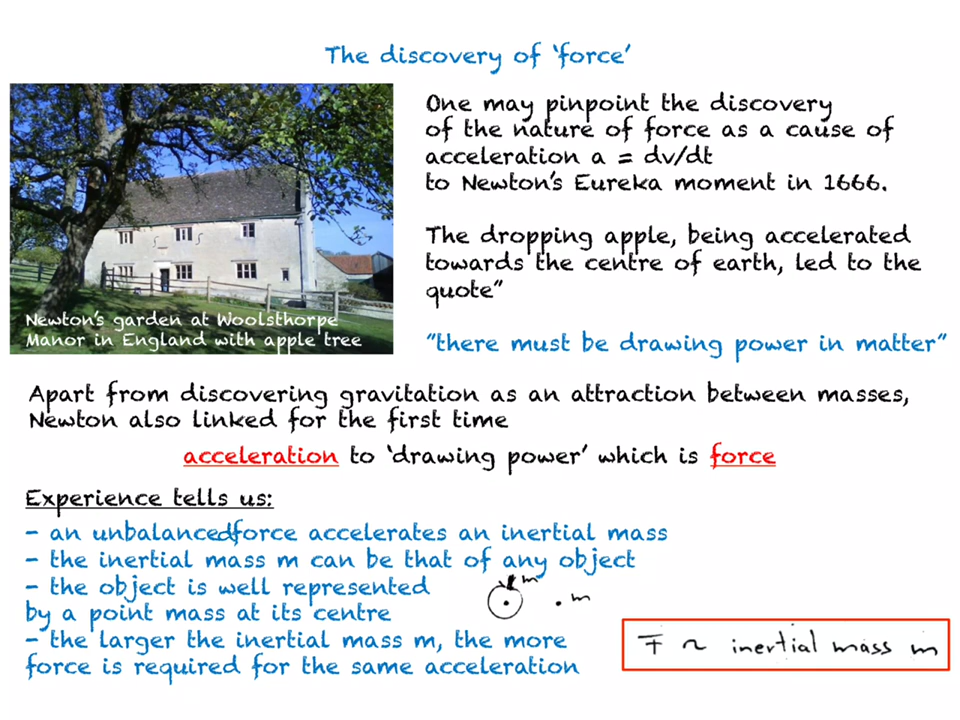 The discovery of 'force'
One may pinpoint the discovery
of the nature of force as a cause of
acceleration a = dv/dt
to Newton's Eureka moment in 1666.
The dropping apple, being accelerated
towards the centre of earth, led to the
quote"
"there must be drawing power in matter"
Newton's garden at Woolsthorpe
Manor in England with apple tree
Apart from discovering gravitation as an attraction between masses,
Newton also linked for the first time
acceleration to 'drawing power' which is force
Experience tells us:
- an unbalanced force accelerates an inertial mass
- the inertial mass m can be that of any object
- the object is well represented
by a point mass at its centre
m
m
- the larger the inertial mass m, the more
force is required for the same acceleration
F ~ inertial mass m